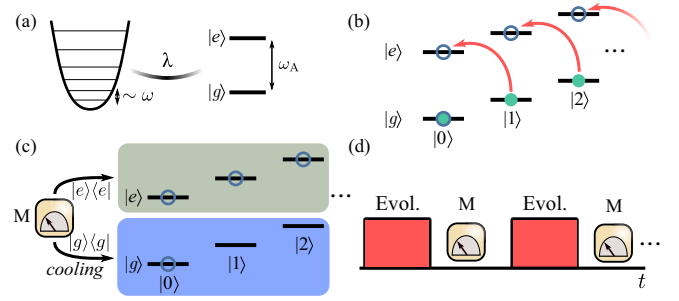 (a)
|e⟩
λ
ω_A
|g⟩
~ ω
(b)
|e⟩
...
|g⟩
|0⟩
|1⟩
|2⟩
(c)
M
|e⟩⟨e|
|g⟩⟨g|
cooling
|e⟩
...
|g⟩
|0⟩
|1⟩
|2⟩
(d)
Evol. M Evol. M
...
t